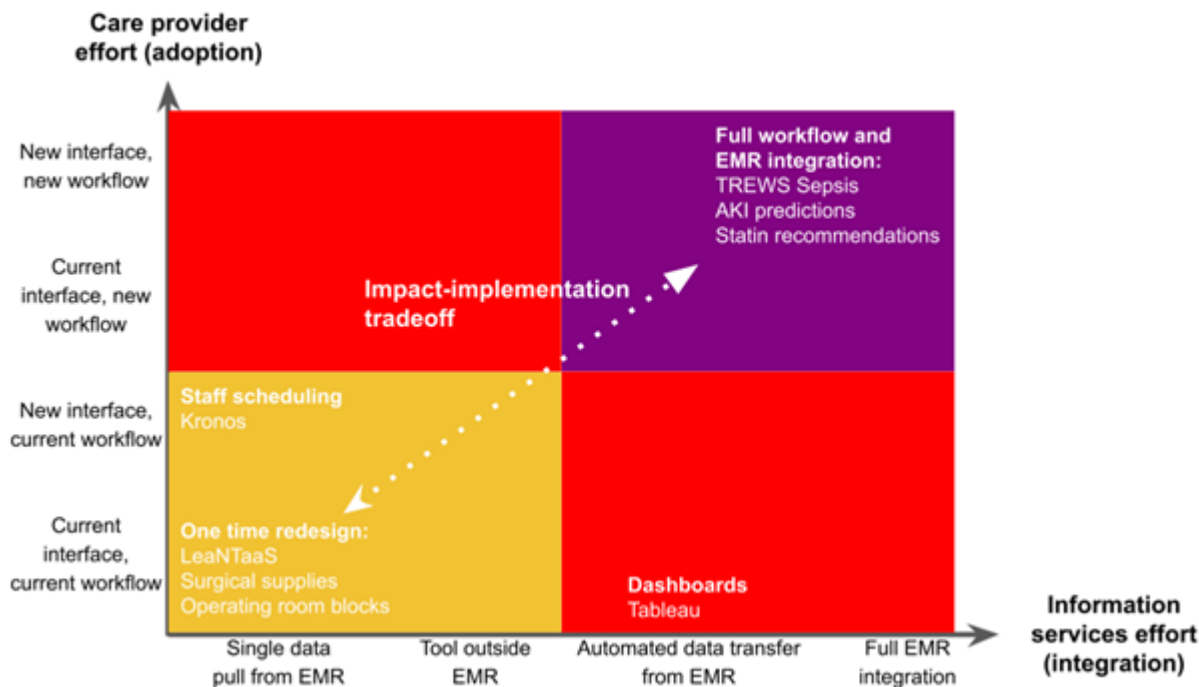 Care provider
effort (adoption)
New interface,
new workflow
Current
interface, new
workflow
New interface,
current workflow
Current
interface,
current workflow
Full workflow and
EMR integration:
TREWS Sepsis
AKI predictions
Statin recommendations
Impact-implementation
tradeoff
Staff scheduling
Kronos
One time redesign:
LeaNTaaS
Surgical supplies
Operating room blocks
Dashboards
Tableau
Single data
pull from EMR
Tool outside
EMR
Automated data transfer
from EMR
Full EMR
integration
Information
services effort
(integration)